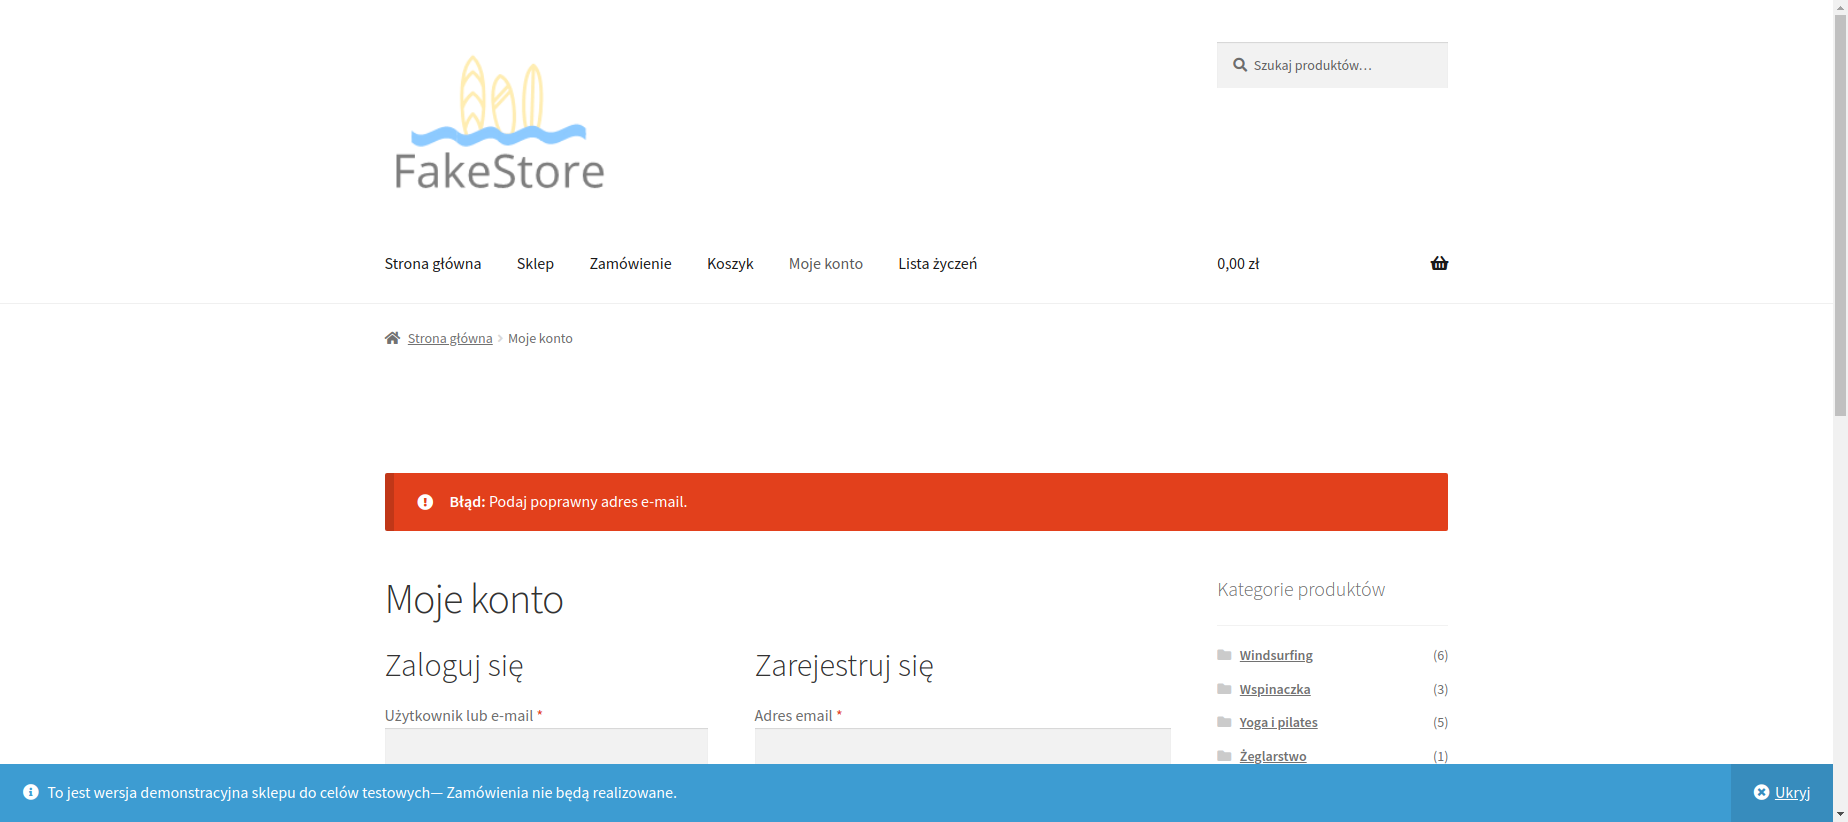 FakeStore
Szukaj produktów…
Strona główna Sklep Zamówienie Koszyk Moje konto Lista życzeń 0,00 zł
Strona główna Moje konto
Błąd: Podaj poprawny adres e-mail.
Moje konto
Zaloguj się
Użytkownik lub e-mail *
Zarejestruj się
Adres email *
Kategorie produktów
Windsurfing (6)
Wspinaczka (3)
Yoga i pilates (5)
Żeglarstwo (1)
To jest wersja demonstracyjna sklepu do celów testowych— Zamówienia nie będą realizowane. Ukryj